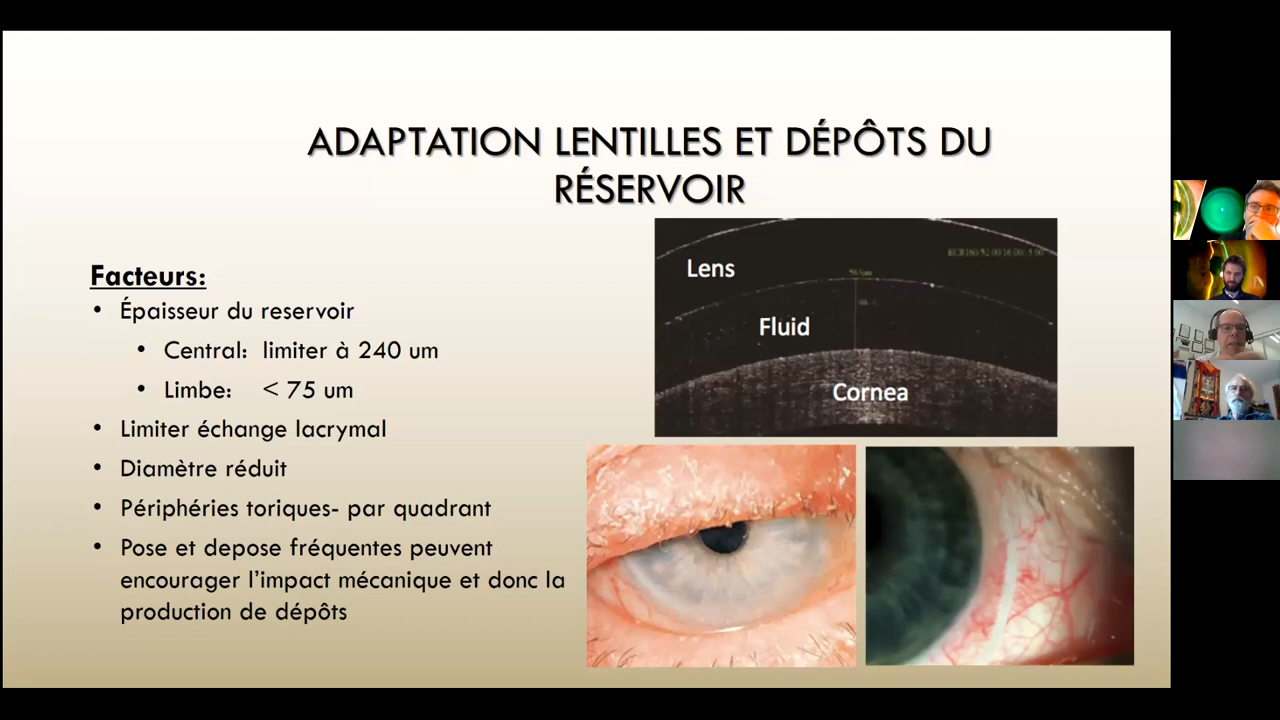 ADAPTATION LENTILLES ET DÉPÔTS DU
RÉSERVOIR
Facteurs:
• Épaisseur du reservoir
• Central: limiter à 240 um
• Limbe: < 75 um
• Limiter échange lacrymal
• Diamètre réduit
• Périphéries toriques- par quadrant
• Pose et depose fréquentes peuvent
encourager l'impact mécanique et donc la
production de dépôts
Lens
Fluid
Cornea